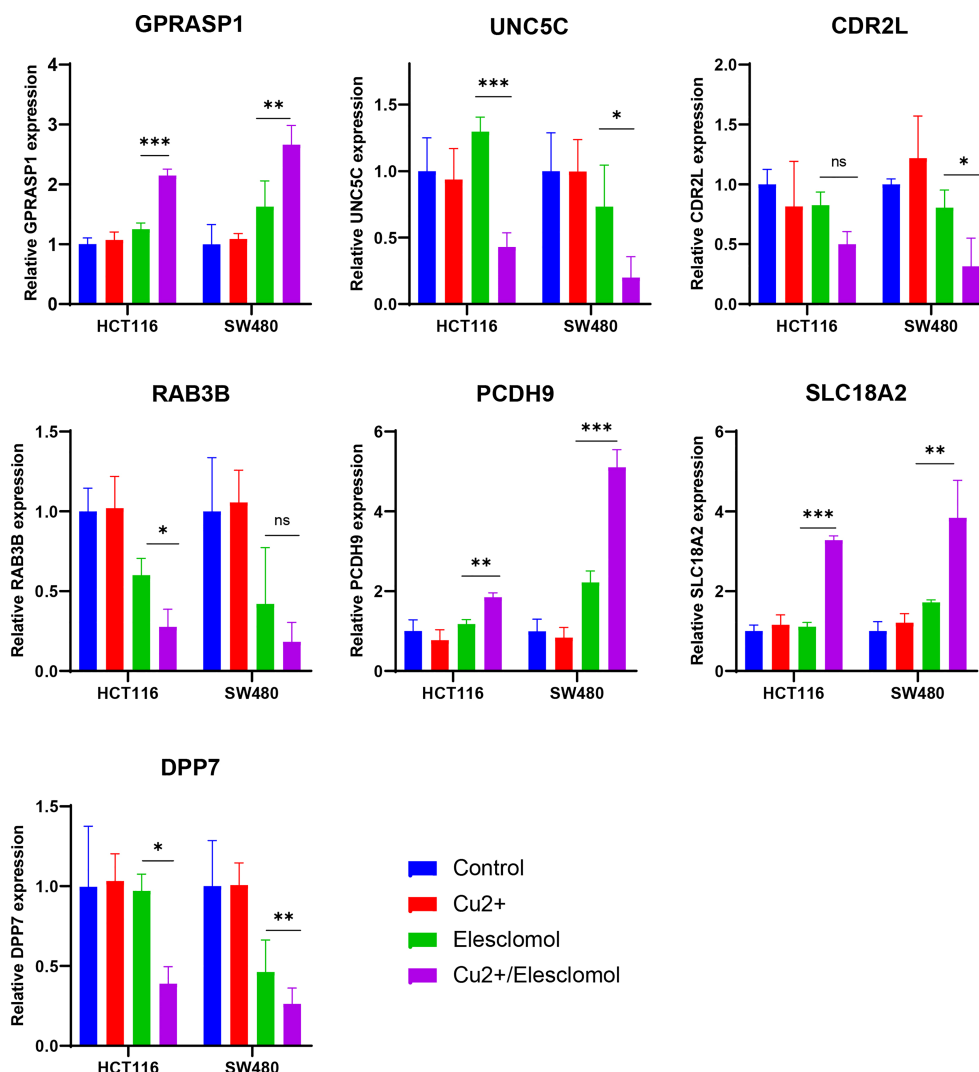 GPRASP1
Relative GPRASP1 expression
4
3
2
1
0
***
**
HCT116
SW480
UNC5C
Relative UNC5C expression
1.5
1.0
0.5
0.0
***
*
HCT116
SW480
CDR2L
Relative CDR2L expression
2.0
1.5
1.0
0.5
0.0
ns
*
HCT116
SW480
RAB3B
Relative RAB3B expression
1.5
1.0
0.5
0.0
*
ns
HCT116
SW480
PCDH9
Relative PCDH9 expression
6
4
2
0
**
***
HCT116
SW480
SLC18A2
Relative SLC18A2 expression
6
4
2
0
***
**
HCT116
SW480
DPP7
Relative DPP7 expression
1.5
1.0
0.5
0.0
*
**
HCT116
SW480
Control
Cu2+
Elesclomol
Cu2+/Elesclomol